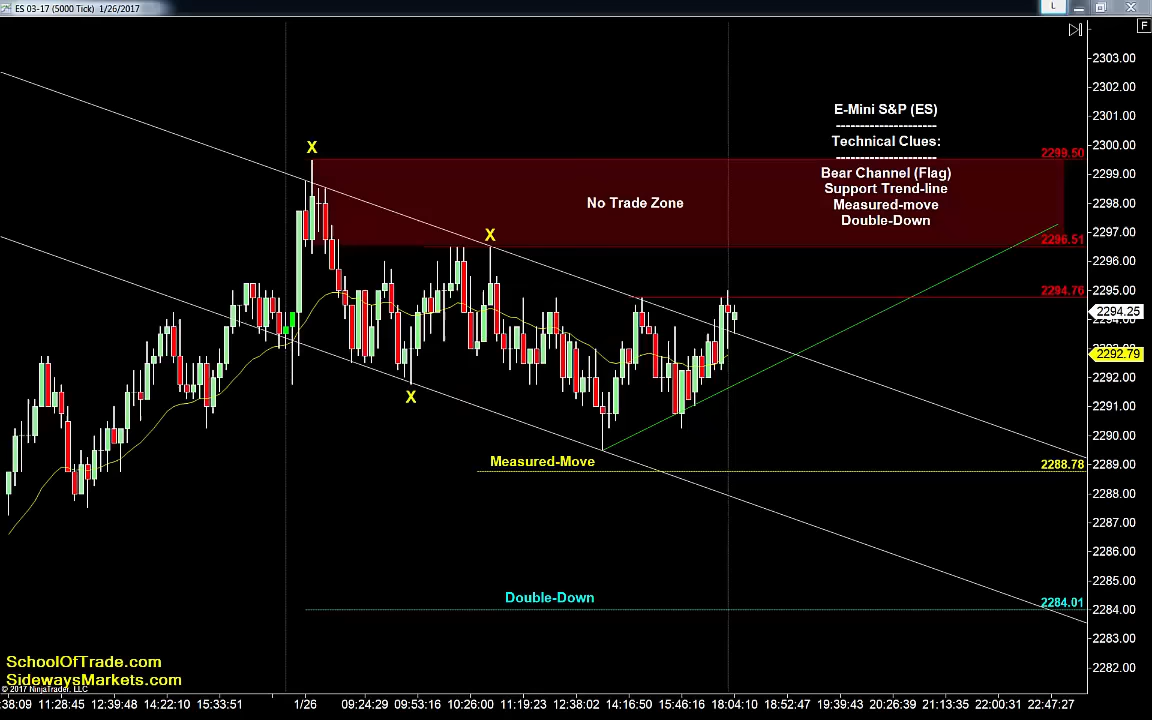 ES 03-17 (5000 Tick) 1/26/2017
L
F
2303.00
2302.00
2301.00
E-Mini S&P (ES)
--------------------
Technical Clues:
--------------------
Bear Channel (Flag)
Support Trend-line
Measured-move
Double-Down
X
2300.00
2299.50
2299.00
No Trade Zone
2298.00
X
2297.00
2296.51
2296.00
2295.00
2294.76
2294.25
2294.00
2293.00
2292.79
2292.00
X
2291.00
2290.00
Measured-Move
2288.78
2289.00
2288.00
2287.00
2286.00
2285.00
Double-Down
2284.01
2284.00
2283.00
2282.00
SchoolOfTrade.com
SidewaysMarkets.com
© 2017 NinjaTrader, LLC
:38:09 11:28:45 12:39:48 14:22:10 15:33:51 1/26 09:24:29 09:53:16 10:26:00 11:19:23 12:38:02 14:16:50 15:46:16 18:04:10 18:52:47 19:39:43 20:26:39 21:13:35 22:00:31 22:47:27